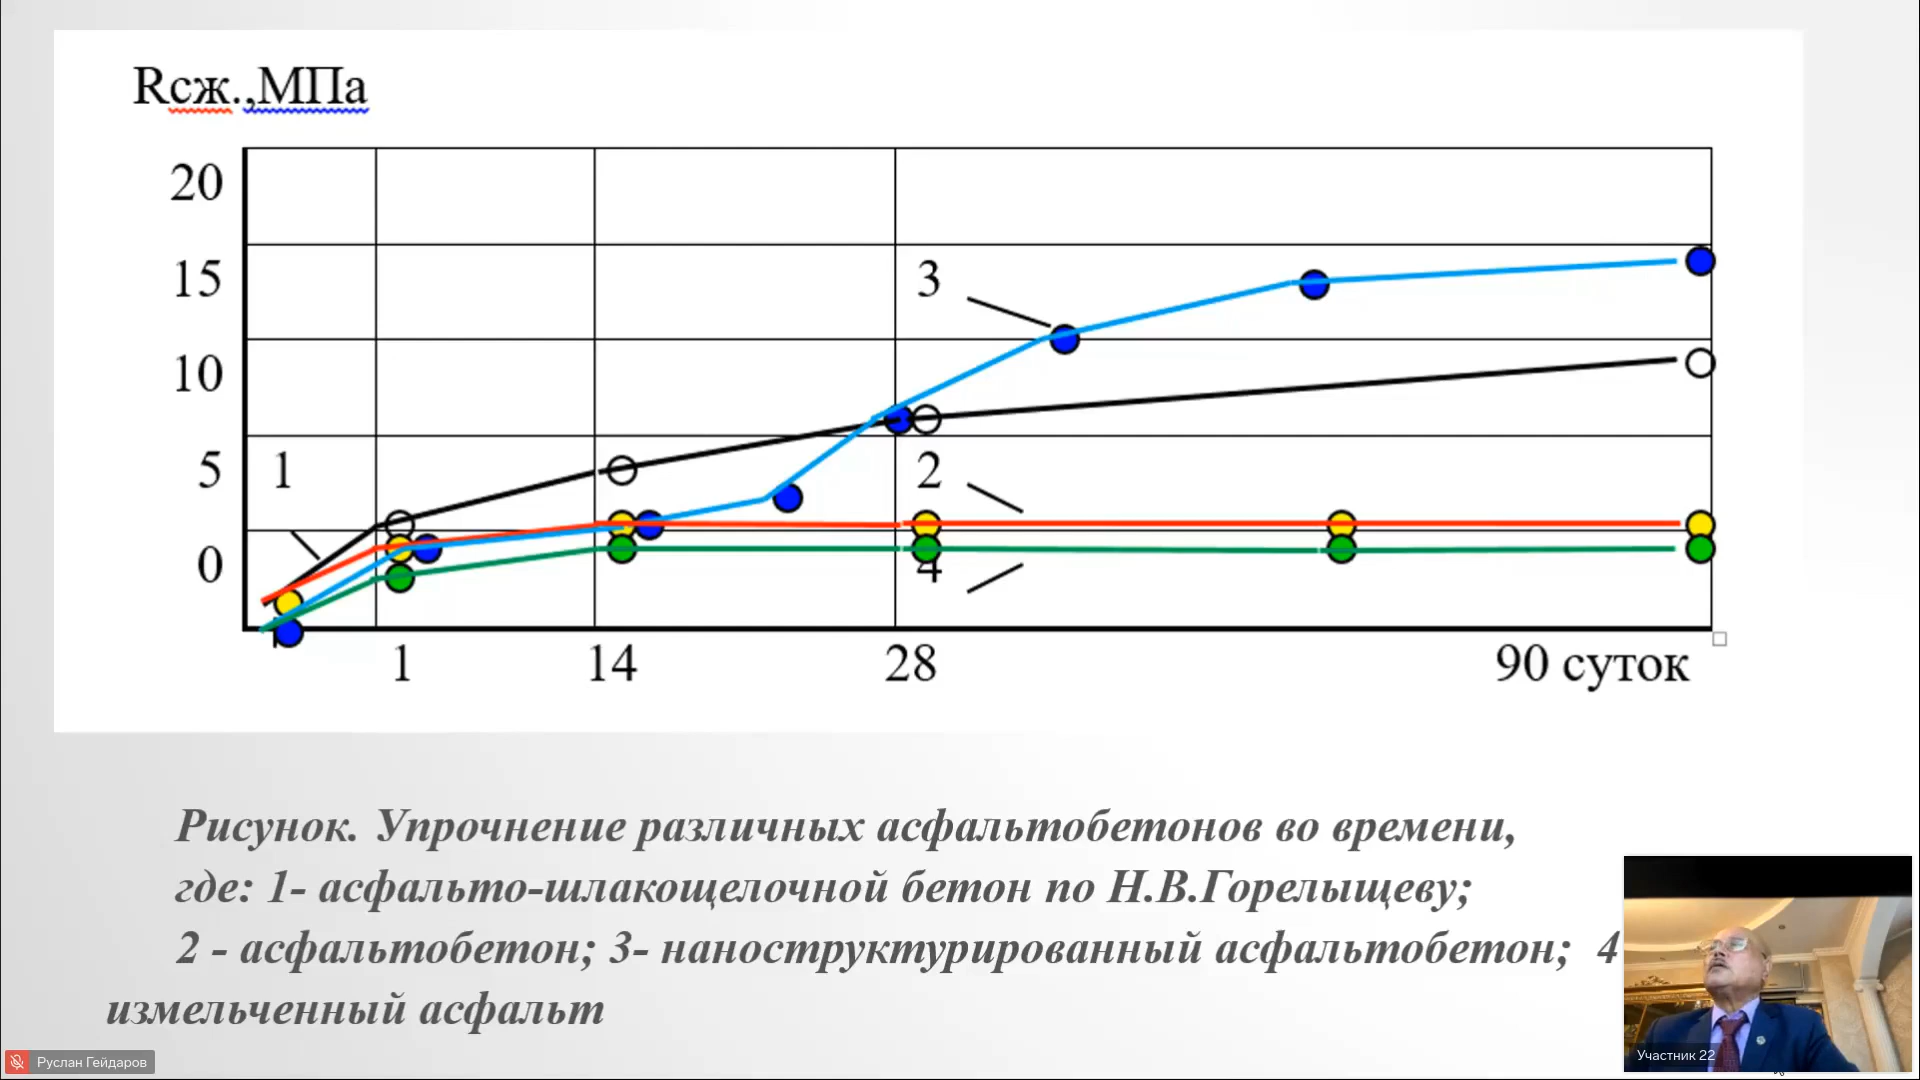 Rсж.,МПа
20
15
10
5
0
3
1
2
4
1 14 28 90 суток
Рисунок. Упрочнение различных асфальтобетонов во времени,
где: 1- асфальто-шлакощелочной бетон по Н.В.Горелыщеву;
2 - асфальтобетон; 3- наноструктурированный асфальтобетон; 4
измельченный асфальт
Руслан Гейдаров
Участник 22